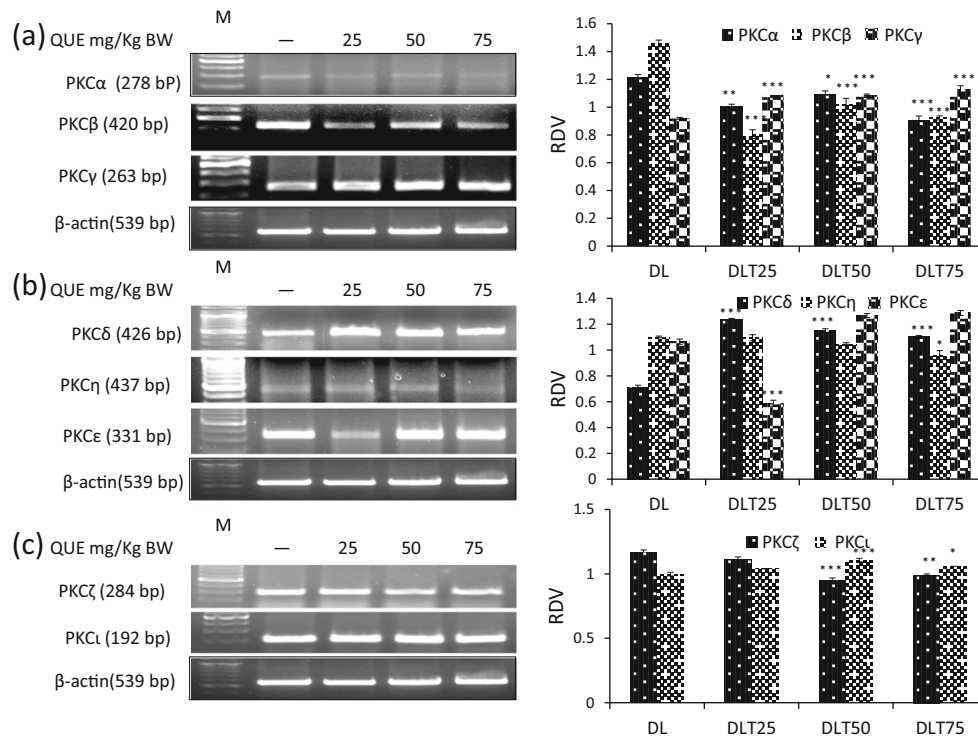 M
(a) QUE mg/Kg BW — 25 50 75
PKCα (278 bP)
PKCβ (420 bp)
PKCγ (263 bp)
β-actin(539 bp)
RDV
1.6
1.4
1.2
1
0.8
0.6
0.4
0.2
0
PKCα PKCβ PKCγ
** *** ***
* *** ***
*** *** ***
DL DLT25 DLT50 DLT75
M
(b) QUE mg/Kg BW — 25 50 75
PKCδ (426 bp)
PKCη (437 bp)
PKCε (331 bp)
β-actin(539 bp)
RDV
1.4
1.2
1
0.8
0.6
0.4
0.2
0
PKCδ PKCη PKCε
*** ***
***
*** *
DL DLT25 DLT50 DLT75
M
(c) QUE mg/Kg BW — 25 50 75
PKCζ (284 bp)
PKCι (192 bp)
β-actin(539 bp)
RDV
1.5
1
0.5
0
PKCζ PKCι
*** ***
** *
DL DLT25 DLT50 DLT75